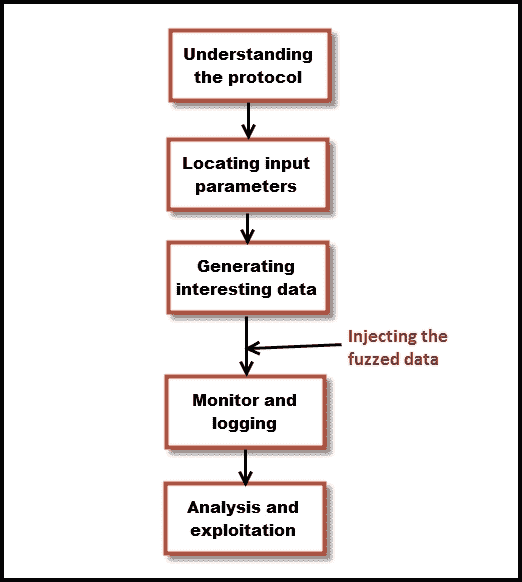 Understanding
the protocol
Locating input
parameters
Generating
interesting data
Injecting the
fuzzed data
Monitor and
logging
Analysis and
exploitation